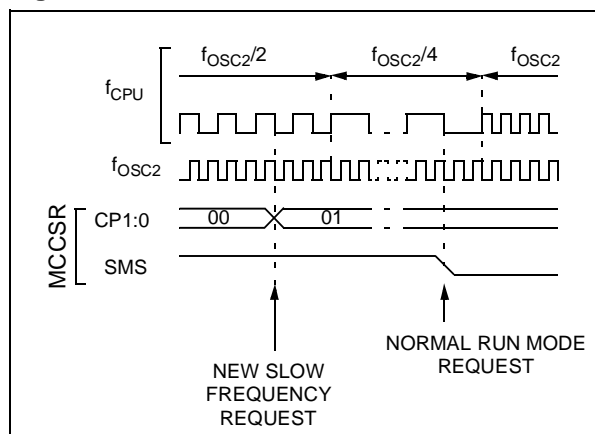 fOSC2/2 fOSC2/4 fOSC2
fCPU
fOSC2
MCCSR
CP1:0 00 01
SMS
NEW SLOW
FREQUENCY
REQUEST
NORMAL RUN MODE
REQUEST